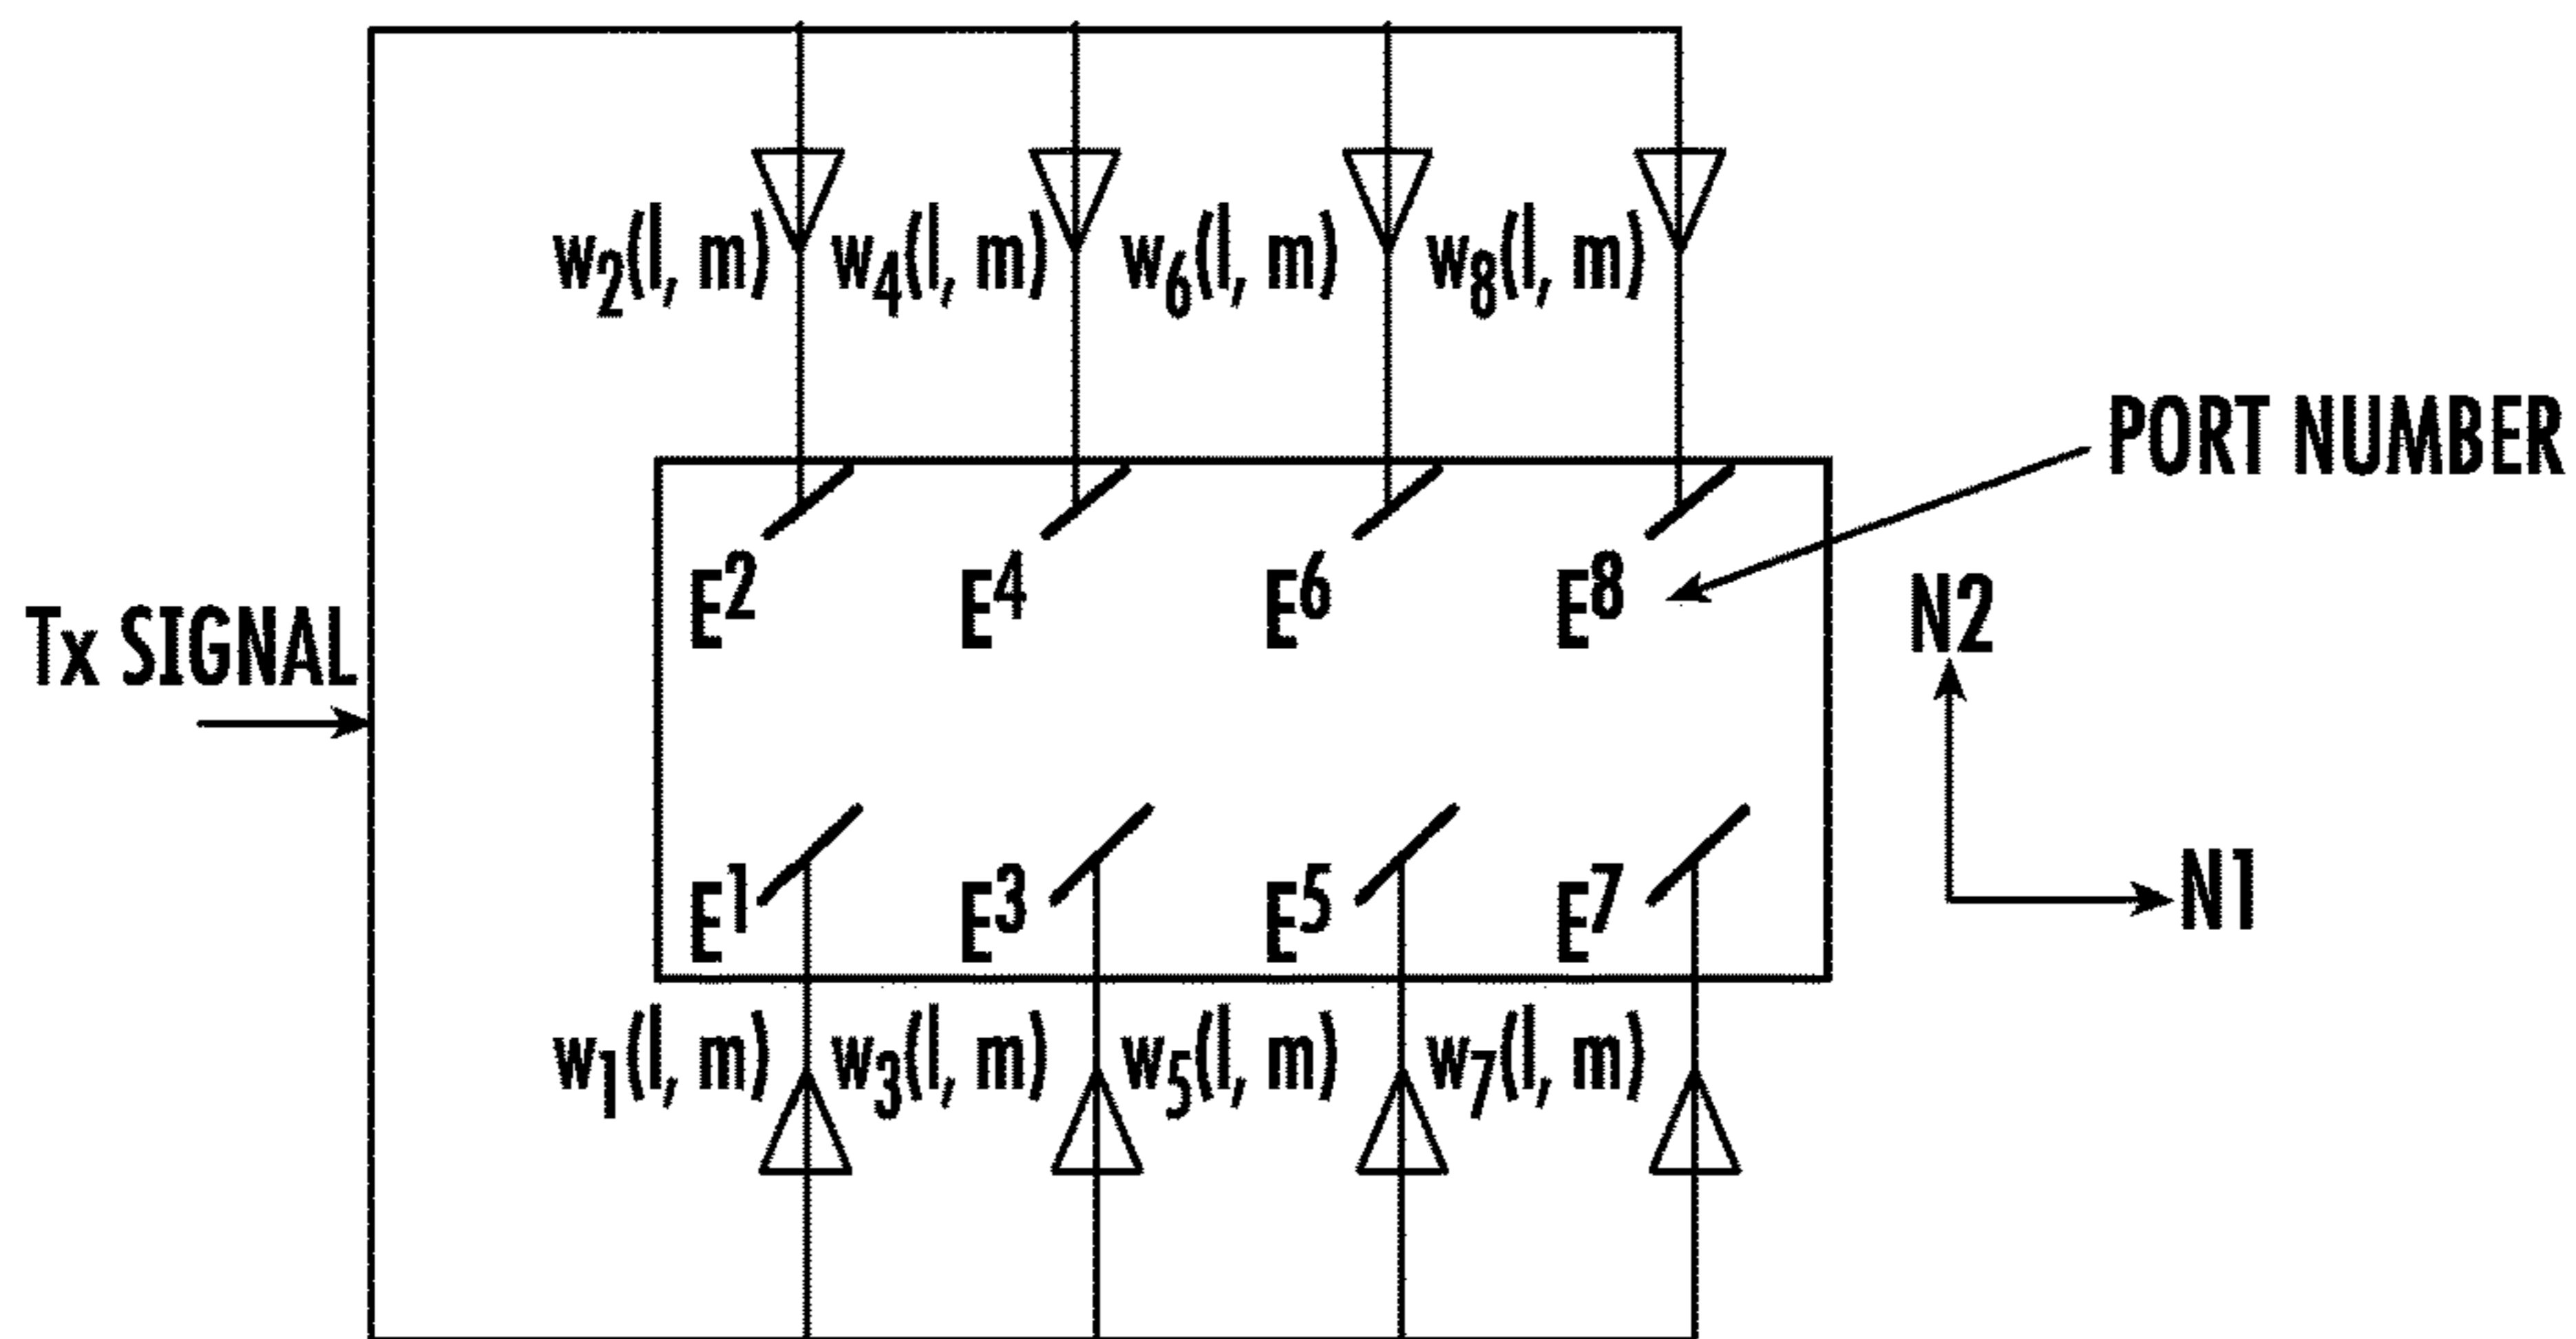 w2(l, m) w4(l, m) w6(l, m) w8(l, m)
PORT NUMBER
E2 E4 E6 E8
N2
Tx SIGNAL
E1 E3 E5 E7
N1
w1(l, m) w3(l, m) w5(l, m) w7(l, m)